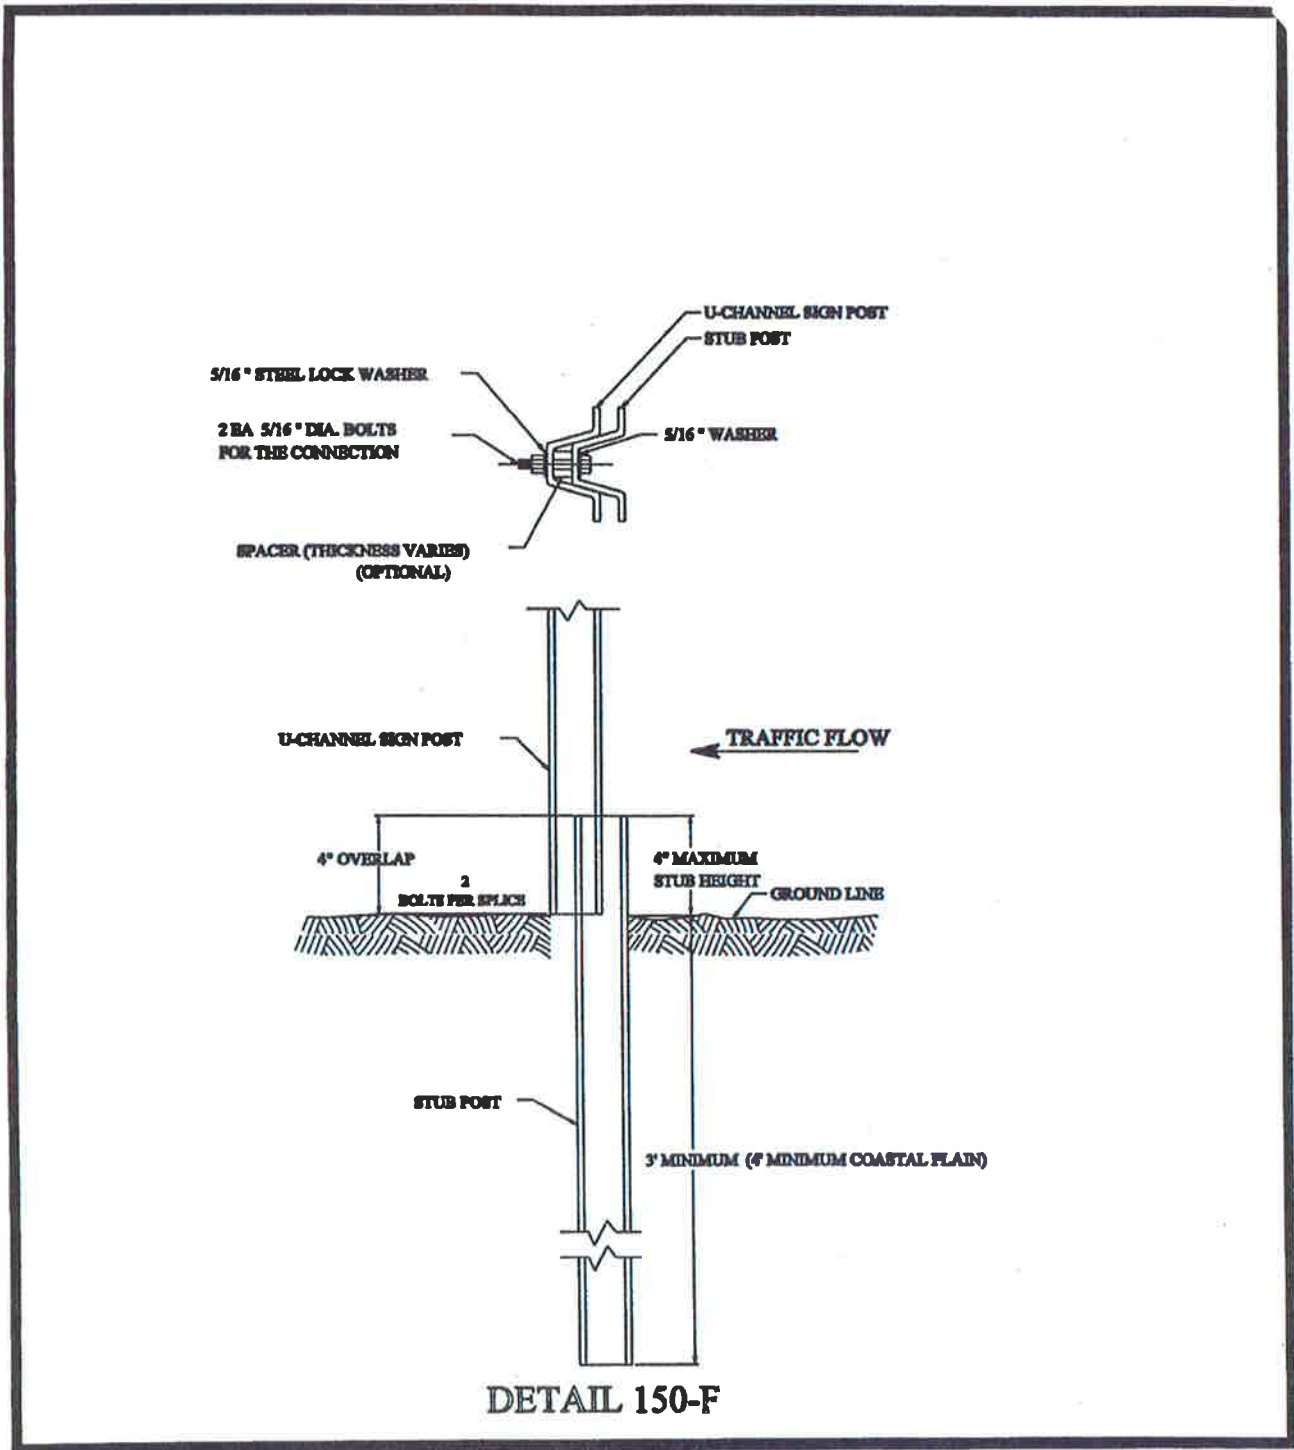 U-CHANNEL SIGN POST
STUB POST
5/16 " STEEL LOCK WASHER
2 EA 5/16 " DIA. BOLTS
FOR THE CONNECTION
5/16 " WASHER
SPACER (THICKNESS VARIES)
(OPTIONAL)
U-CHANNEL SIGN POST
TRAFFIC FLOW
4" OVERLAP
4" MAXIMUM
STUB HEIGHT
2
BOLTS PER SPLICE
GROUND LINE
STUB POST
3' MINIMUM (4' MINIMUM COASTAL PLAIN)
DETAIL 150-F